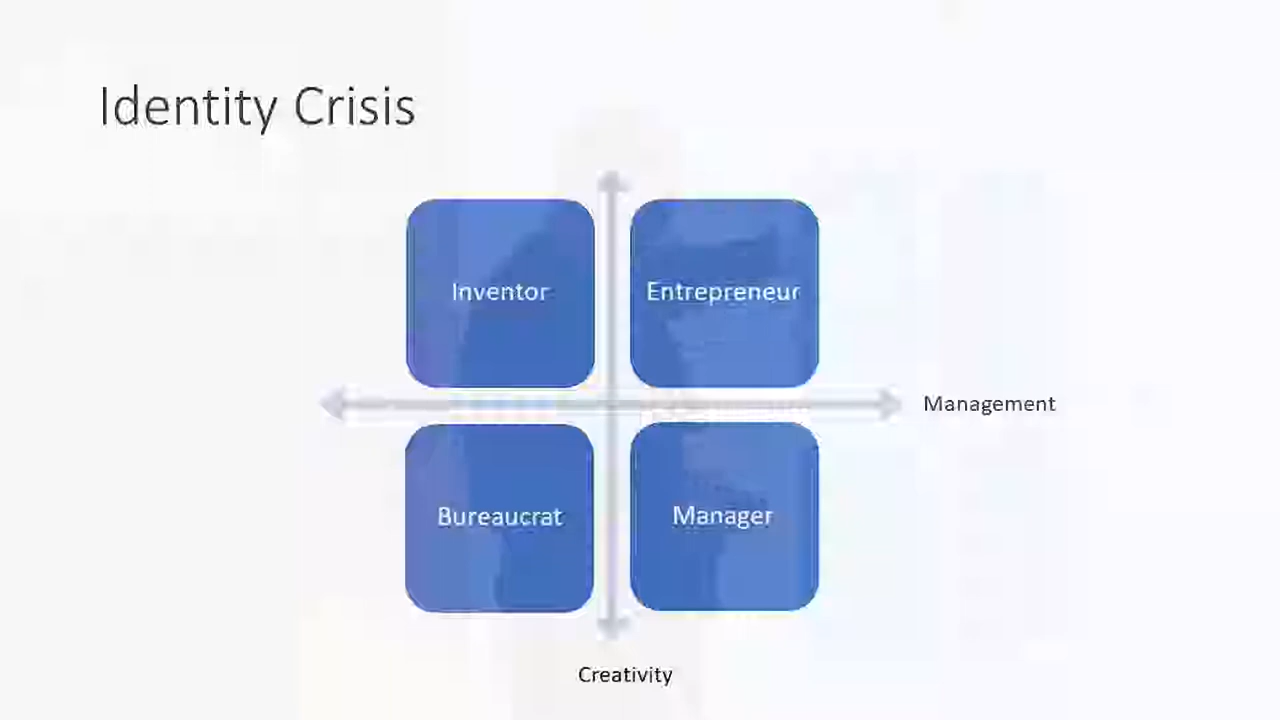 Identity Crisis
Inventor
Entrepreneur
Management
Bureaucrat
Manager
Creativity